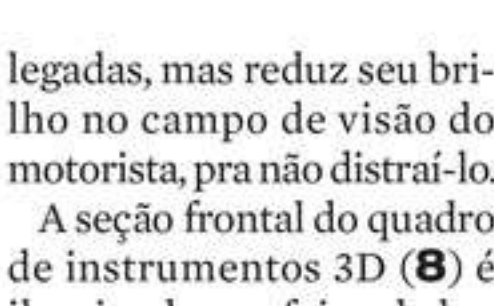 legadas, mas reduz seu bri-
lho no campo de visão do
motorista, pra não distraí-lo.
A seção frontal do quadro
de instrumentos 3D (8) é